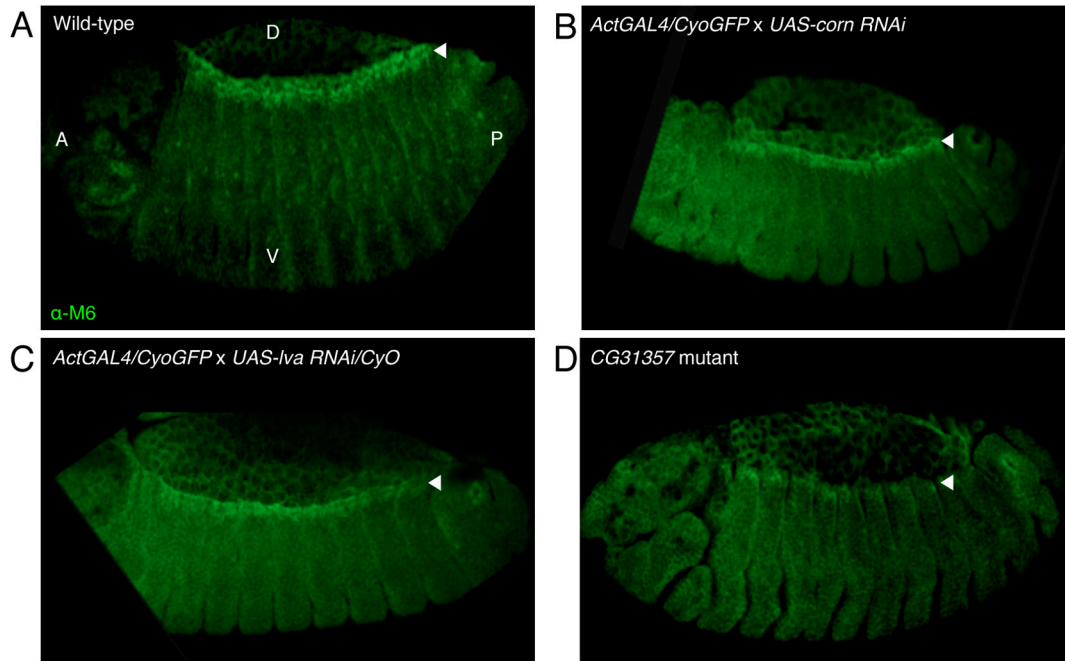 A
Wild-type
D
A
P
V
α-M6
B
ActGAL4/CyoGFP x UAS-corn RNAi
C
ActGAL4/CyoGFP x UAS-lva RNAi/CyO
D
CG31357 mutant